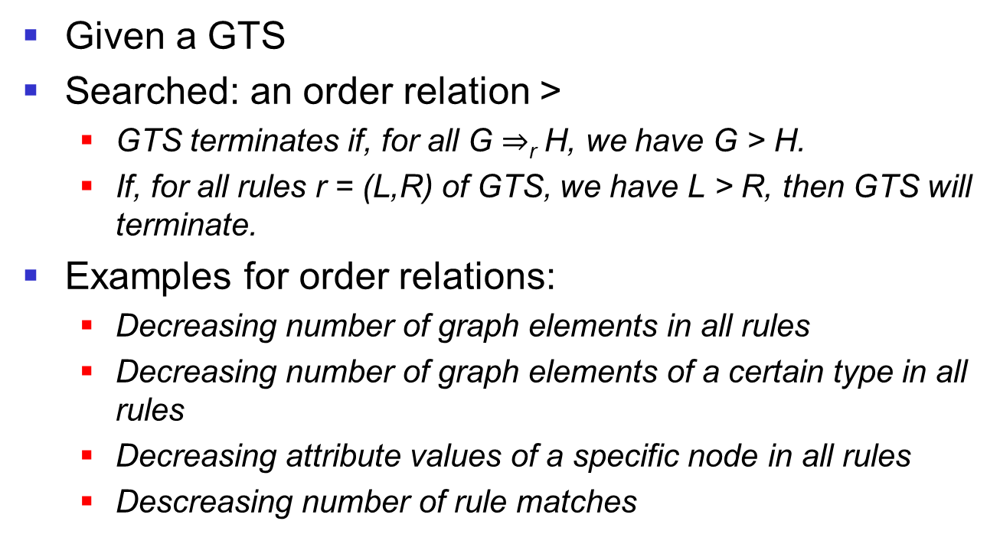 Given a GTS
Searched: an order relation >
GTS terminates if, for all G ⇒r H, we have G > H.
If, for all rules r = (L,R) of GTS, we have L > R, then GTS will
terminate.
Examples for order relations:
Decreasing number of graph elements in all rules
Decreasing number of graph elements of a certain type in all
rules
Decreasing attribute values of a specific node in all rules
Descreasing number of rule matches